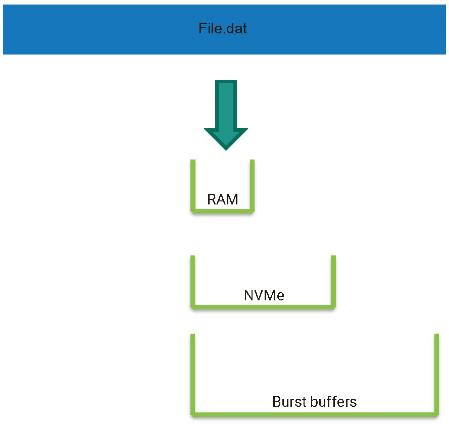 File.dat
RAM
NVMe
Burst buffers